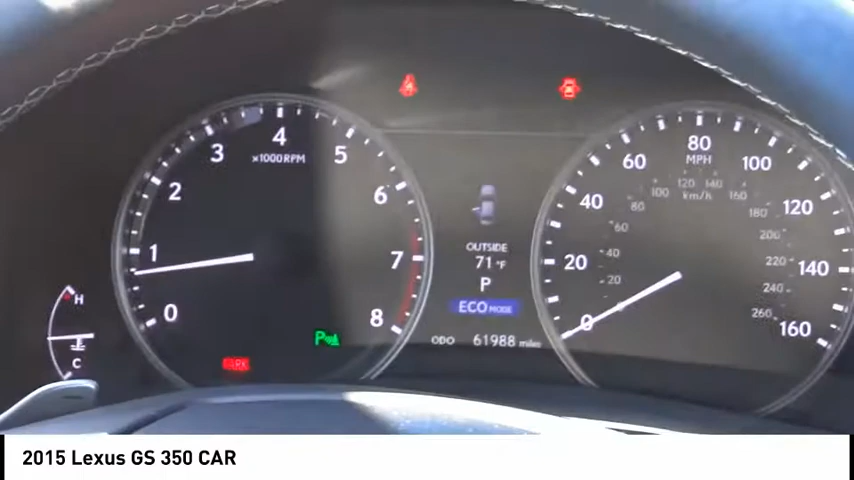 4
x1000RPM
3
5
2
6
1
7
0
8
H
C
PARK
P
OUTSIDE
71°F
P
ECO MODE
ODO 61988 miles
80
MPH
60
100
40
120
20
140
0
160
km/h
20
40
60
80
100
120
140
160
180
200
220
240
260
2015 Lexus GS 350 CAR